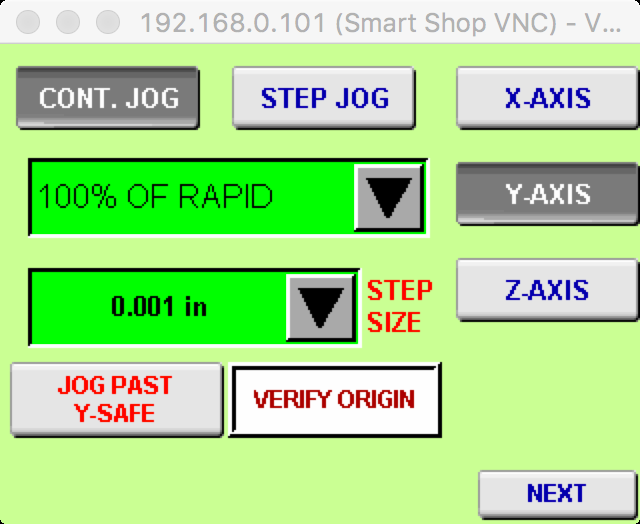 192.168.0.101 (Smart Shop VNC) - V...
CONT. JOG
STEP JOG
X-AXIS
100% OF RAPID
Y-AXIS
0.001 in
STEP
SIZE
Z-AXIS
JOG PAST
Y-SAFE
VERIFY ORIGIN
NEXT